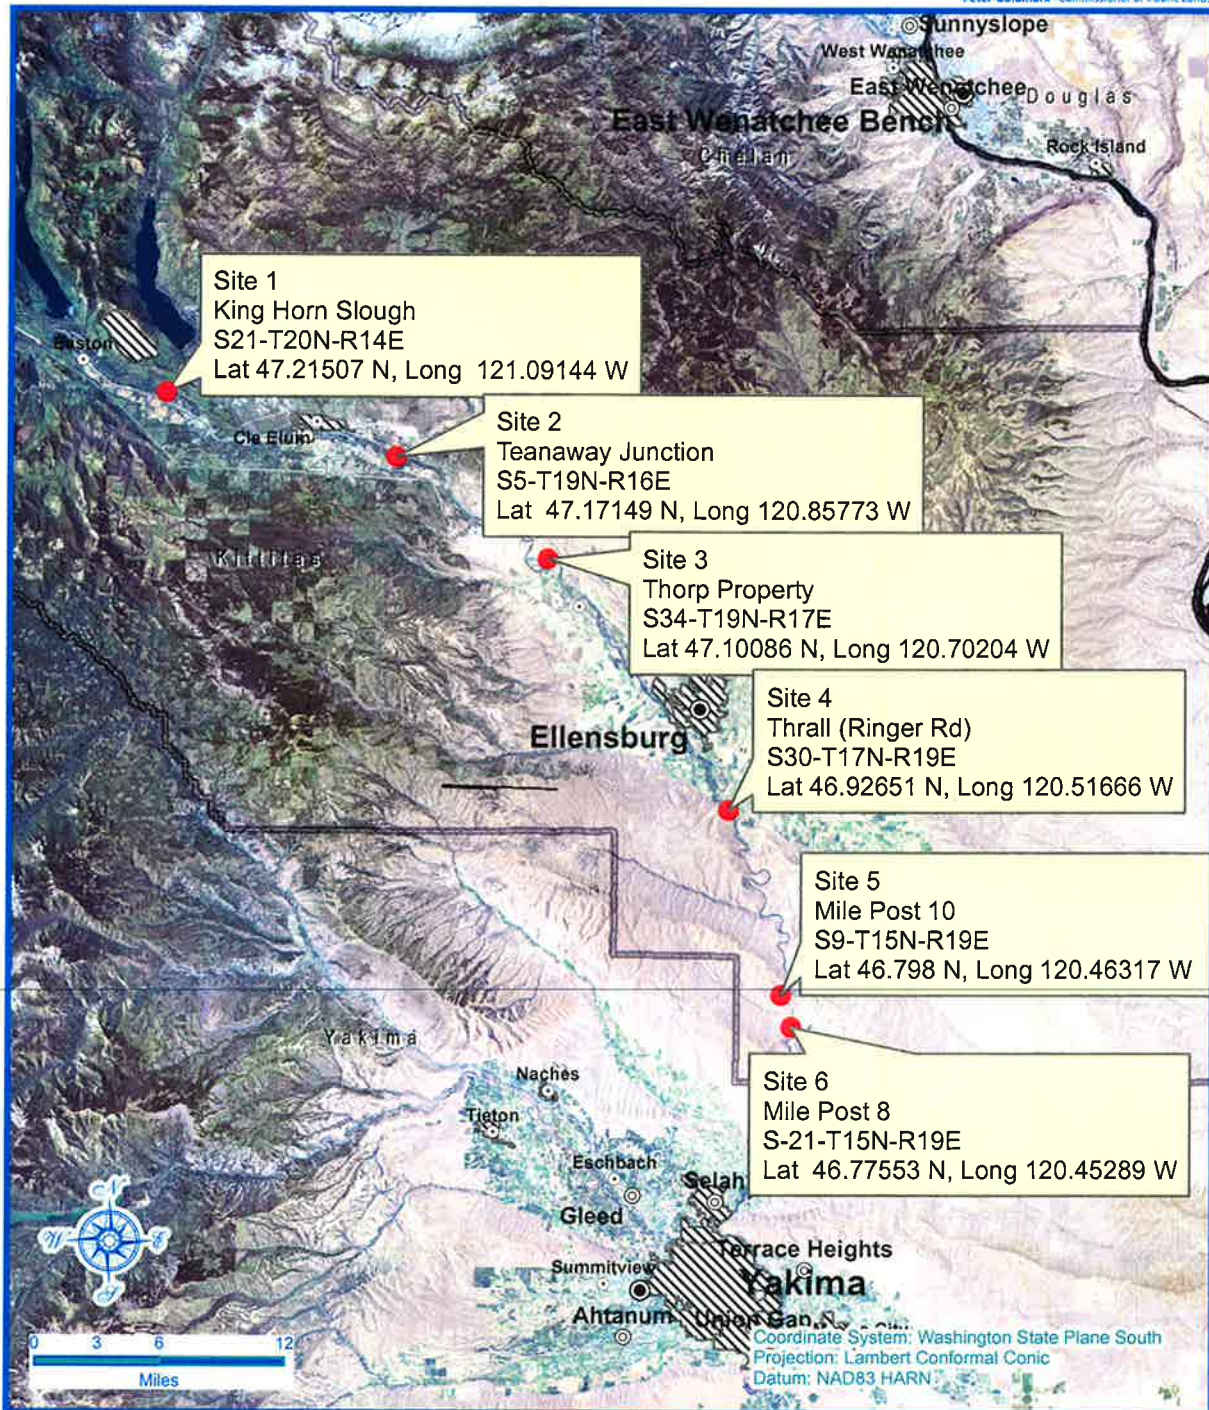 Sunnyslope
West Wenatchee
East Wenatchee
Douglas
East Wenatchee Bench
Rock Island
Chelan
Site 1
King Horn Slough
S21-T20N-R14E
Lat 47.21507 N, Long 121.09144 W
Easton
Site 2
Teanaway Junction
S5-T19N-R16E
Lat 47.17149 N, Long 120.85773 W
Cle Elum
Kittitas
Site 3
Thorp Property
S34-T19N-R17E
Lat 47.10086 N, Long 120.70204 W
Site 4
Thrall (Ringer Rd)
S30-T17N-R19E
Lat 46.92651 N, Long 120.51666 W
Ellensburg
Site 5
Mile Post 10
S9-T15N-R19E
Lat 46.798 N, Long 120.46317 W
Yakima
Site 6
Mile Post 8
S-21-T15N-R19E
Lat 46.77553 N, Long 120.45289 W
Naches
Tieton
Eschbach
Selah
Gleed
N
W E
S
Terrace Heights
Summitview
Yakima
Ahtanum
Union Gap
0 3 6 12
Miles
Coordinate System: Washington State Plane South
Projection: Lambert Conformal Conic
Datum: NAD83 HARN